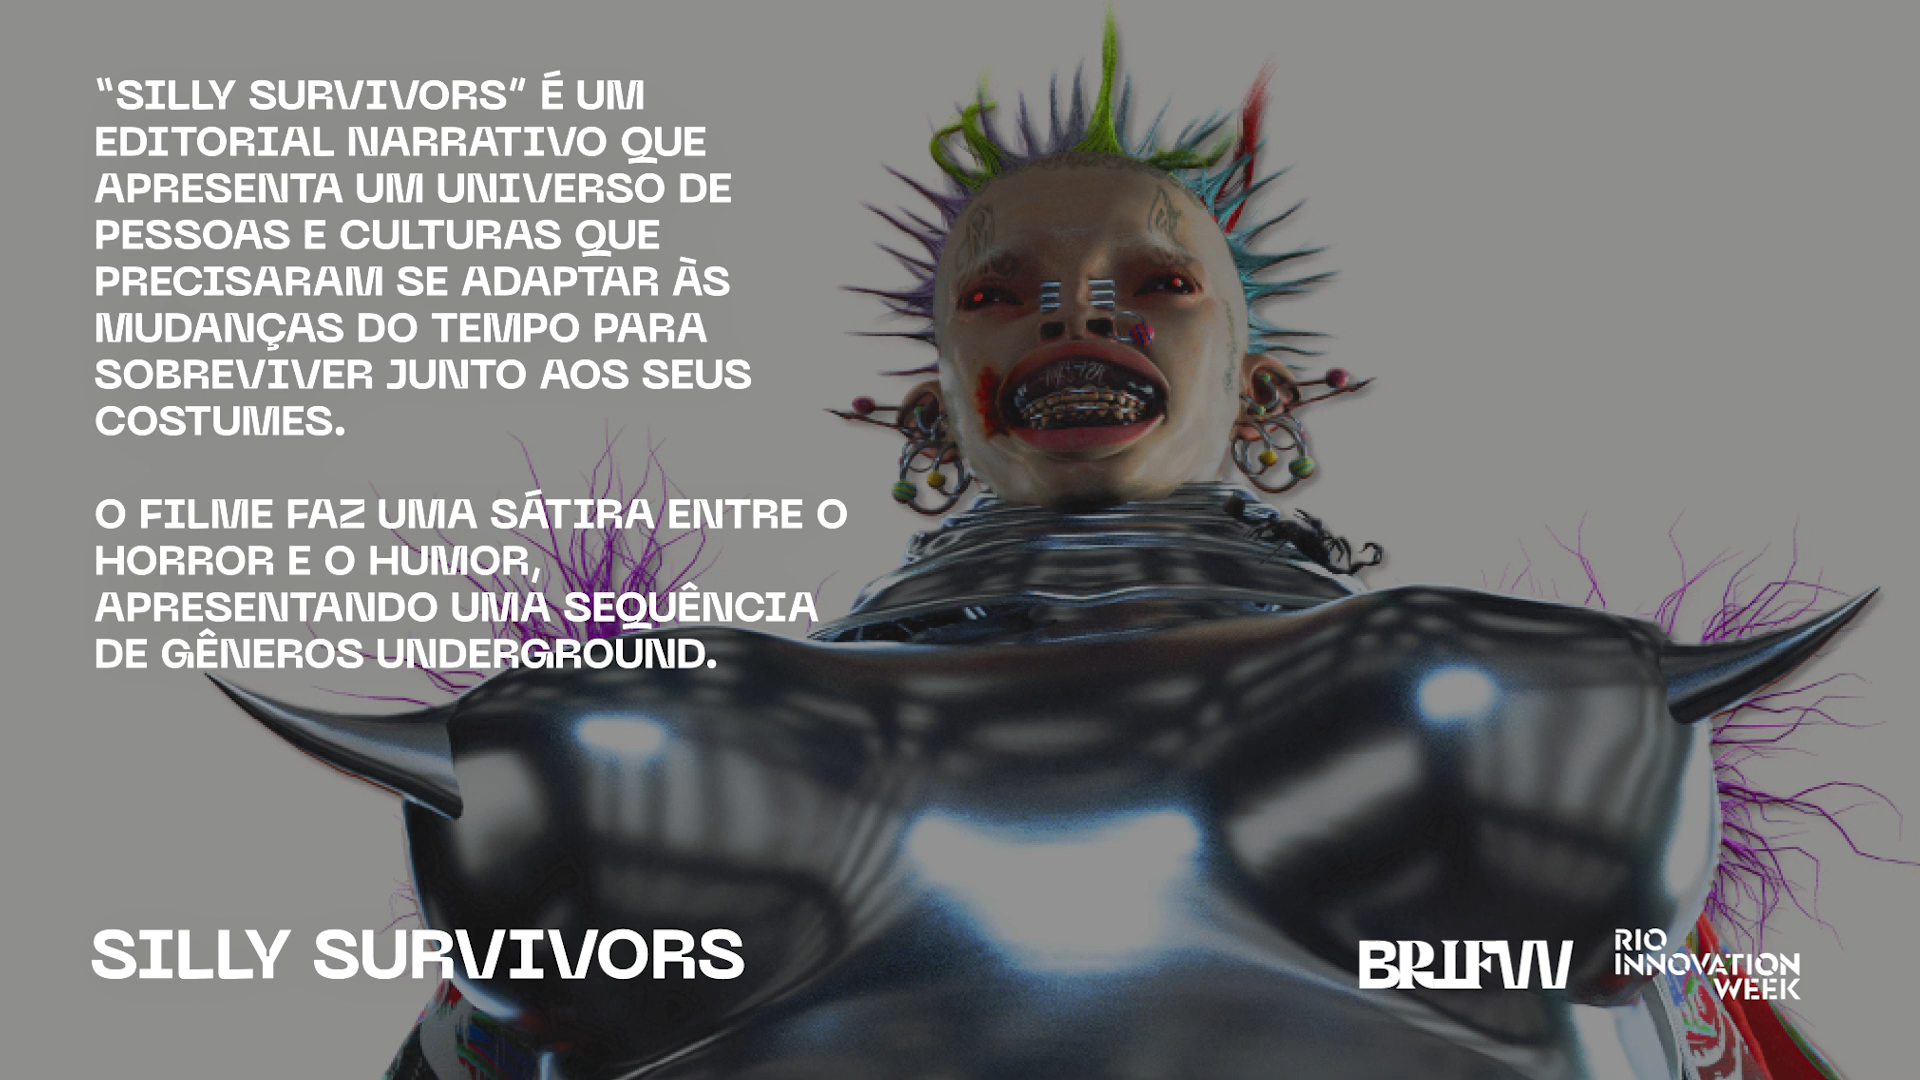 “SILLY SURVIVORS” É UM
EDITORIAL NARRATIVO QUE
APRESENTA UM UNIVERSO DE
PESSOAS E CULTURAS QUE
PRECISARAM SE ADAPTAR ÀS
MUDANÇAS DO TEMPO PARA
SOBREVIVER JUNTO AOS SEUS
COSTUMES.
O FILME FAZ UMA SÁTIRA ENTRE O
HORROR E O HUMOR,
APRESENTANDO UMA SEQUÊNCIA
DE GÊNEROS UNDERGROUND.
SILLY SURVIVORS
BRIFW
RIO
INNOVATION
WEEK